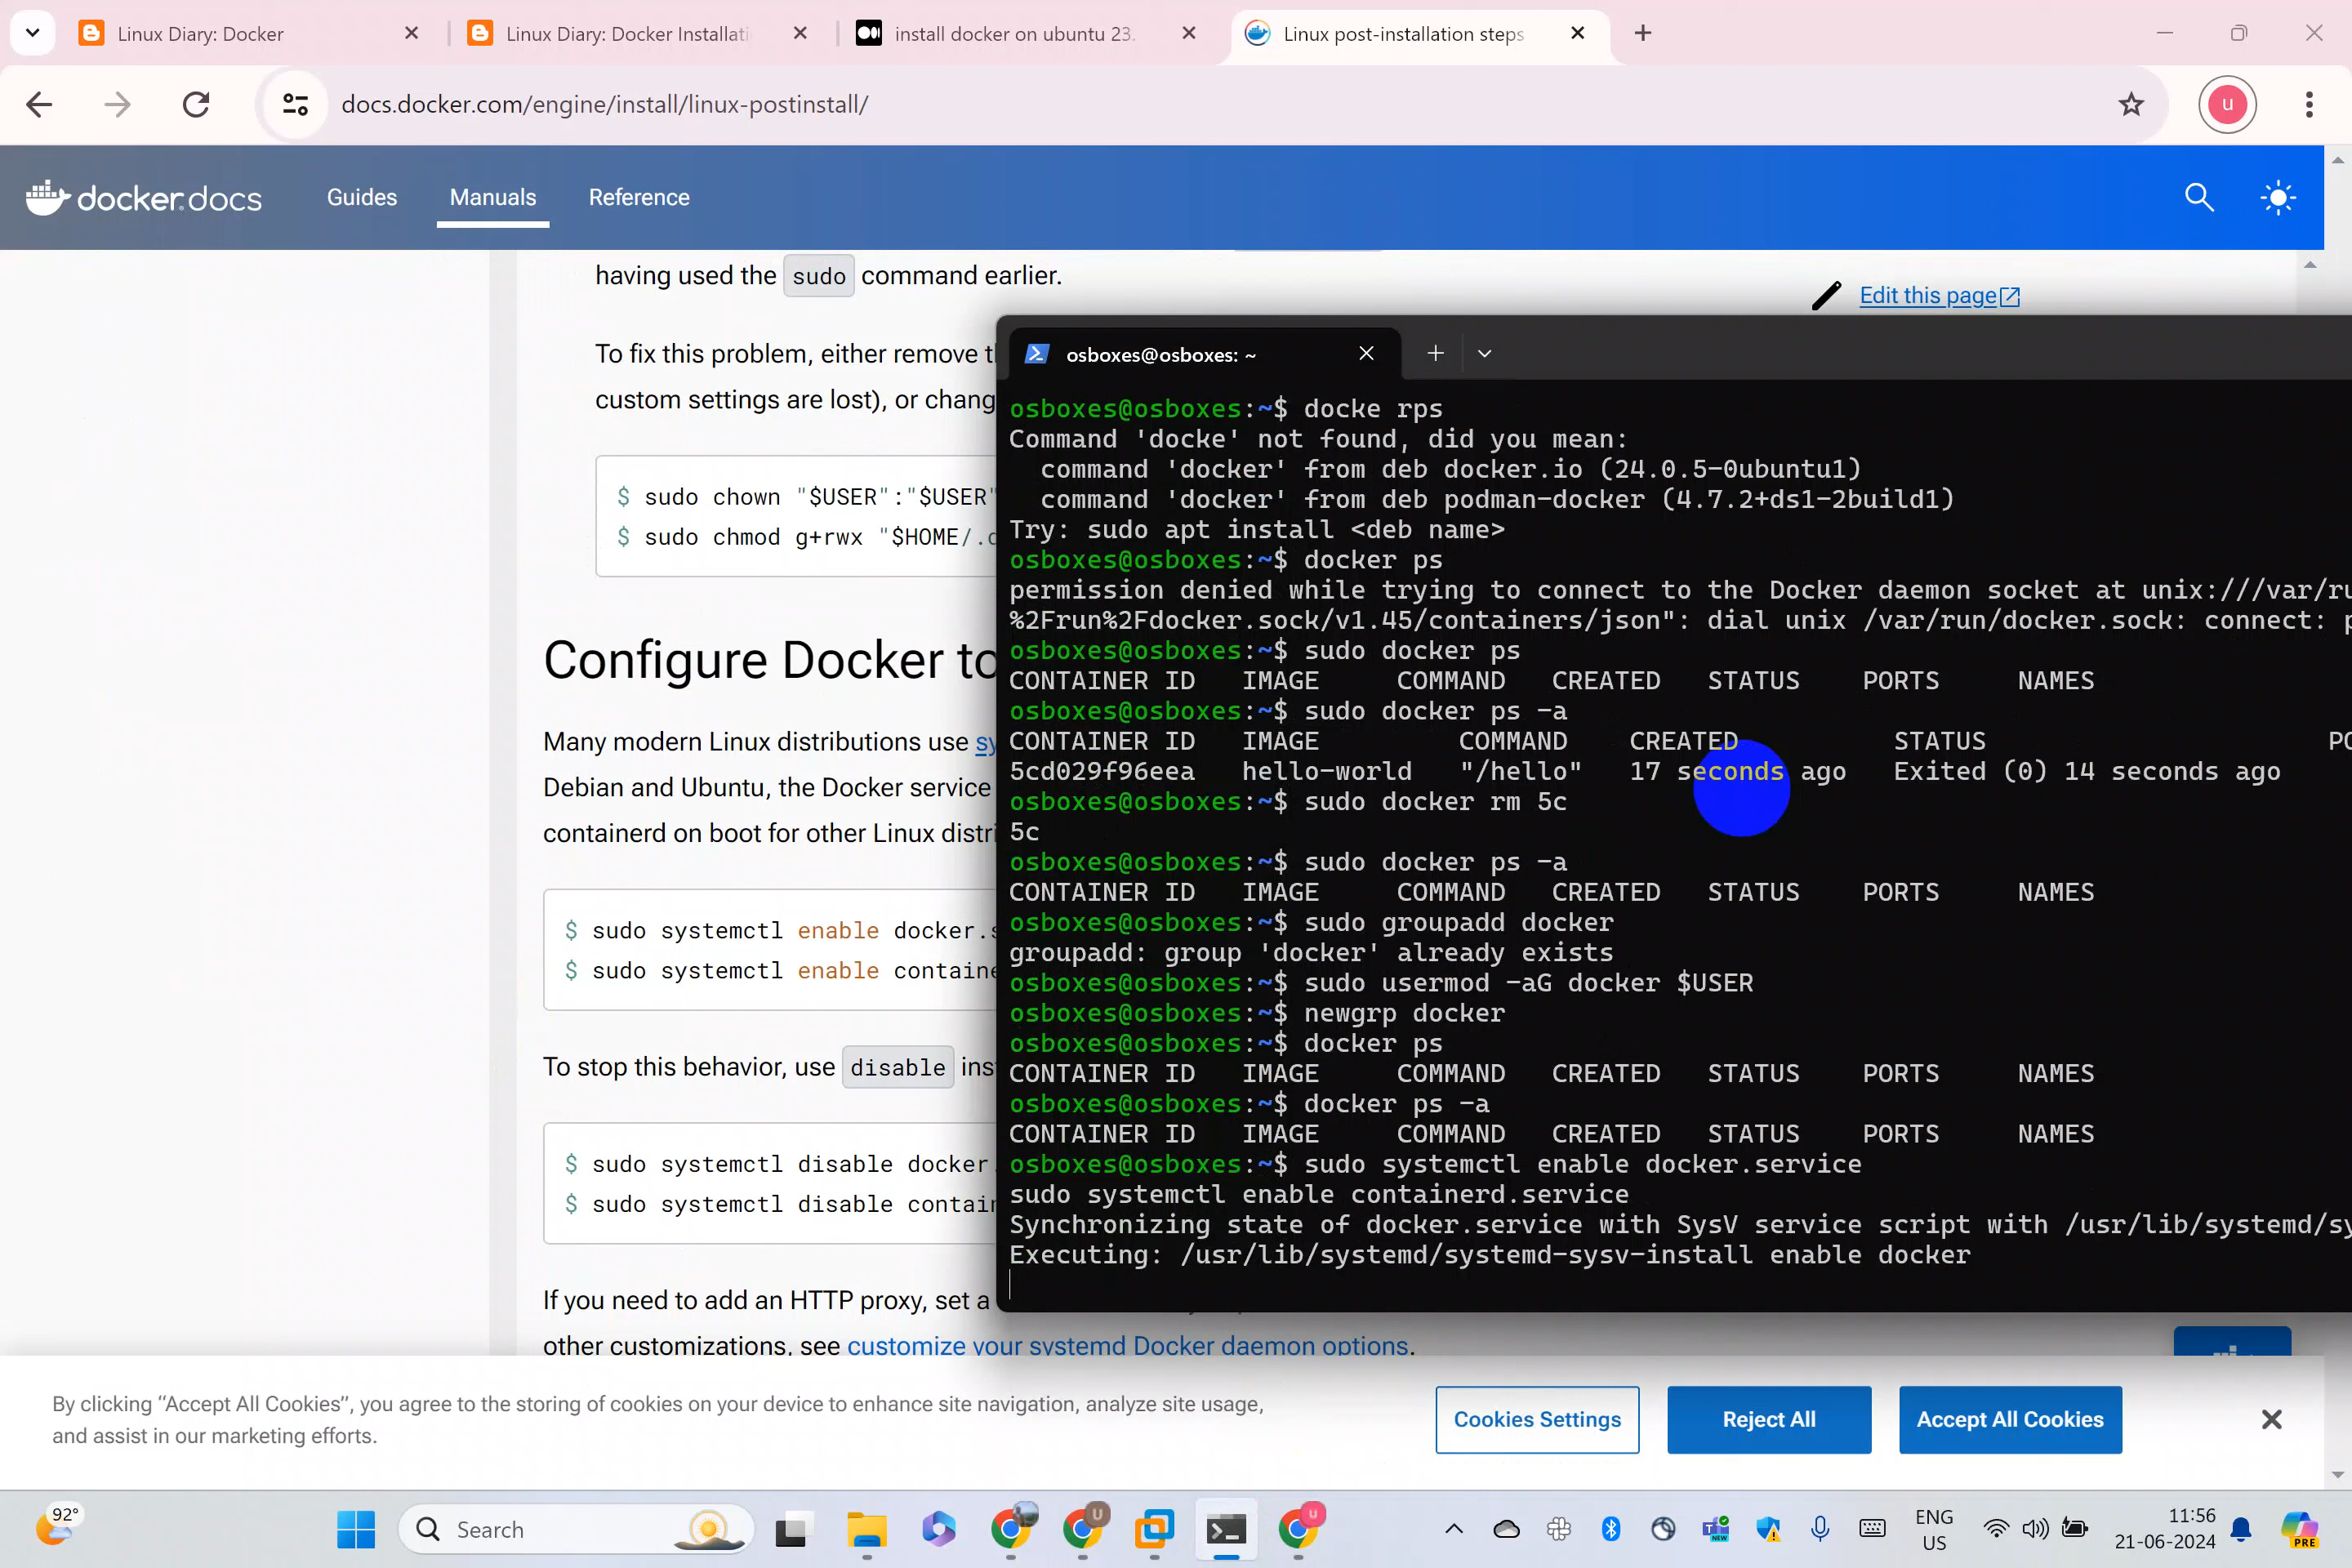 Linux Diary: Docker
Linux Diary: Docker Installati
install docker on ubuntu 23.
Linux post-installation steps
docs.docker.com/engine/install/linux-postinstall/
u
docker.docs
Guides
Manuals
Reference
having used the sudo command earlier.
Edit this page
To fix this problem, either remove t
custom settings are lost), or chang
$ sudo chown "$USER":"$USER"
$ sudo chmod g+rwx "$HOME/.
Configure Docker to
Many modern Linux distributions use sy
Debian and Ubuntu, the Docker service
containerd on boot for other Linux distri
$ sudo systemctl enable docker.s
$ sudo systemctl enable containe
To stop this behavior, use disable ins
$ sudo systemctl disable docker.
$ sudo systemctl disable contain
If you need to add an HTTP proxy, set a
other customizations, see customize your systemd Docker daemon options.
osboxes@osboxes: ~
osboxes@osboxes:~$ docke rps
Command 'docke' not found, did you mean:
command 'docker' from deb docker.io (24.0.5-0ubuntu1)
command 'docker' from deb podman-docker (4.7.2+ds1-2build1)
Try: sudo apt install <deb name>
osboxes@osboxes:~$ docker ps
permission denied while trying to connect to the Docker daemon socket at unix:///var/ru
%2Frun%2Fdocker.sock/v1.45/containers/json": dial unix /var/run/docker.sock: connect: p
osboxes@osboxes:~$ sudo docker ps
CONTAINER ID IMAGE COMMAND CREATED STATUS PORTS NAMES
osboxes@osboxes:~$ sudo docker ps -a
CONTAINER ID IMAGE COMMAND CREATED STATUS PO
5cd029f96eea hello-world "/hello" 17 seconds ago Exited (0) 14 seconds ago
osboxes@osboxes:~$ sudo docker rm 5c
5c
osboxes@osboxes:~$ sudo docker ps -a
CONTAINER ID IMAGE COMMAND CREATED STATUS PORTS NAMES
osboxes@osboxes:~$ sudo groupadd docker
groupadd: group 'docker' already exists
osboxes@osboxes:~$ sudo usermod -aG docker $USER
osboxes@osboxes:~$ newgrp docker
osboxes@osboxes:~$ docker ps
CONTAINER ID IMAGE COMMAND CREATED STATUS PORTS NAMES
osboxes@osboxes:~$ docker ps -a
CONTAINER ID IMAGE COMMAND CREATED STATUS PORTS NAMES
osboxes@osboxes:~$ sudo systemctl enable docker.service
sudo systemctl enable containerd.service
Synchronizing state of docker.service with SysV service script with /usr/lib/systemd/sy
Executing: /usr/lib/systemd/systemd-sysv-install enable docker
By clicking “Accept All Cookies”, you agree to the storing of cookies on your device to enhance site navigation, analyze site usage,
and assist in our marketing efforts.
Cookies Settings
Reject All
Accept All Cookies
92°
Search
U
u
NEW
ENG
US
11:56
21-06-2024
PRE